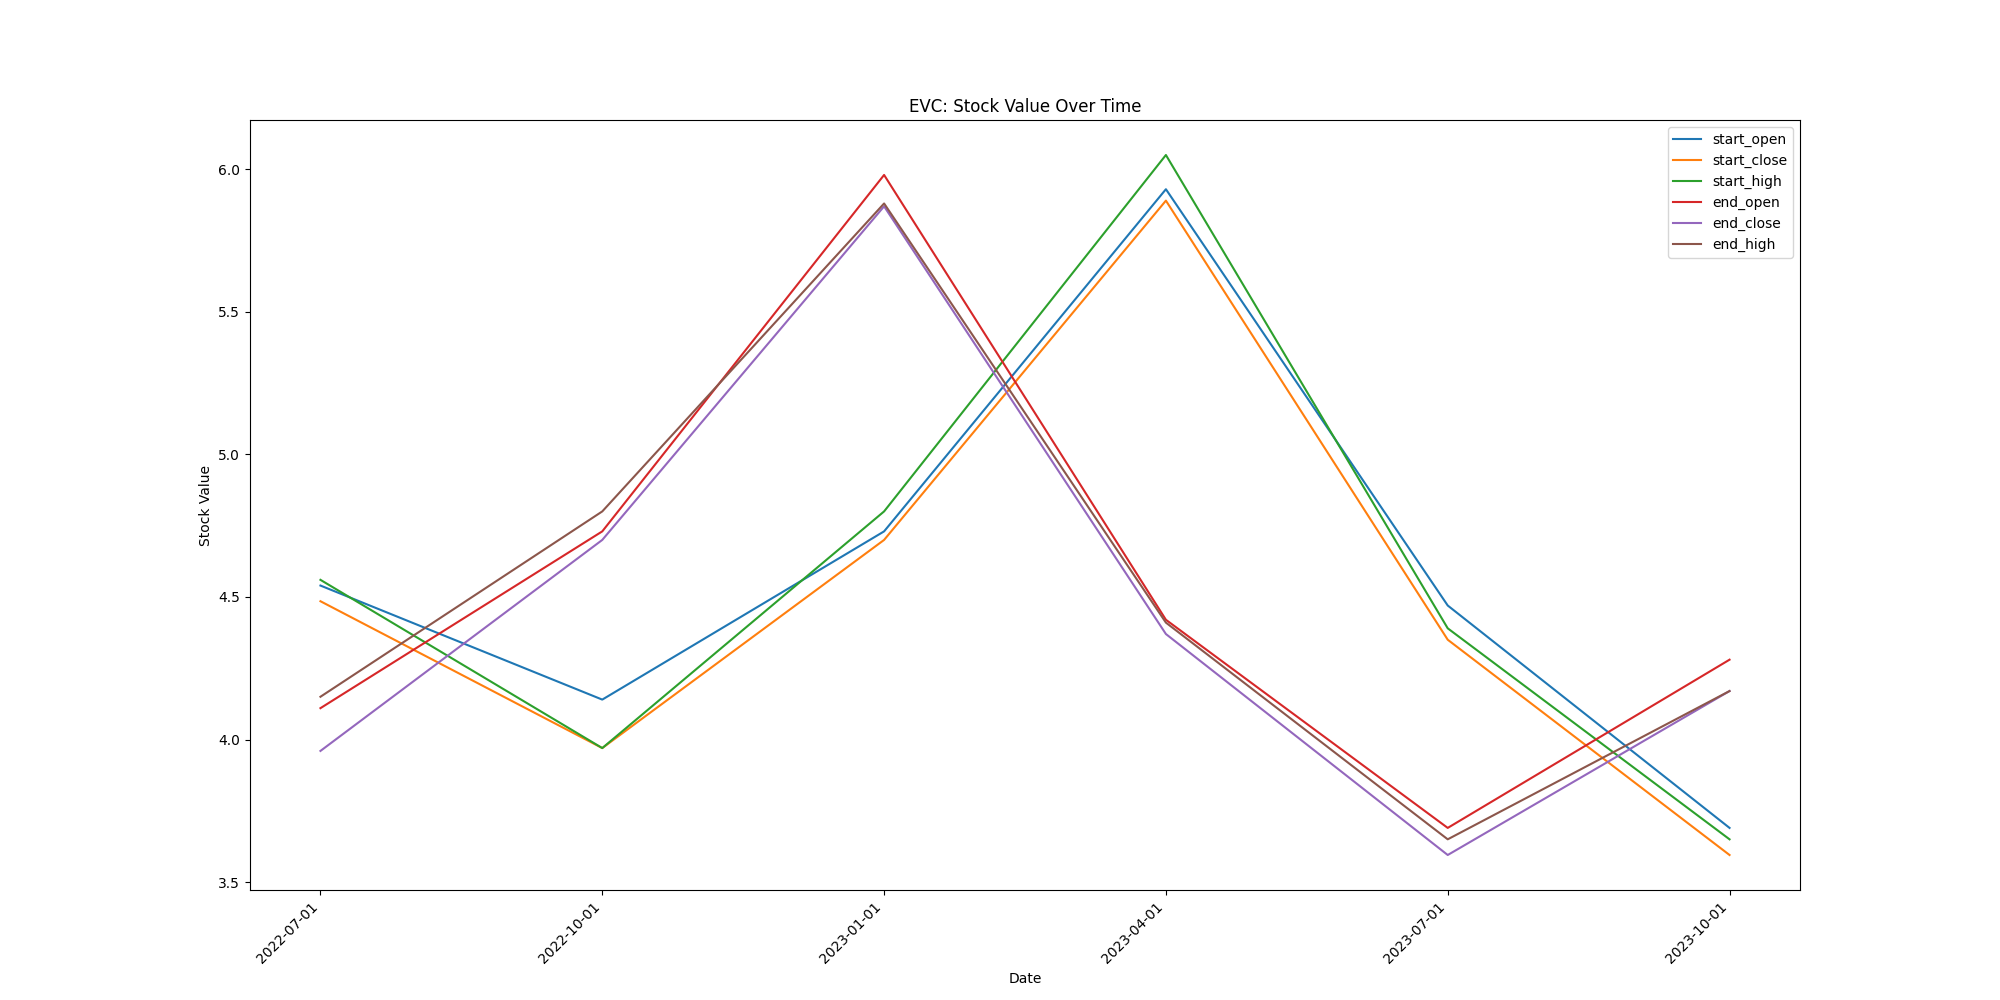 EVC: Stock Value Over Time
start_open
start_close
start_high
end_open
end_close
end_high
6.0
5.5
5.0
4.5
4.0
3.5
Stock Value
2022-07-01
2022-10-01
2023-01-01
2023-04-01
2023-07-01
2023-10-01
Date